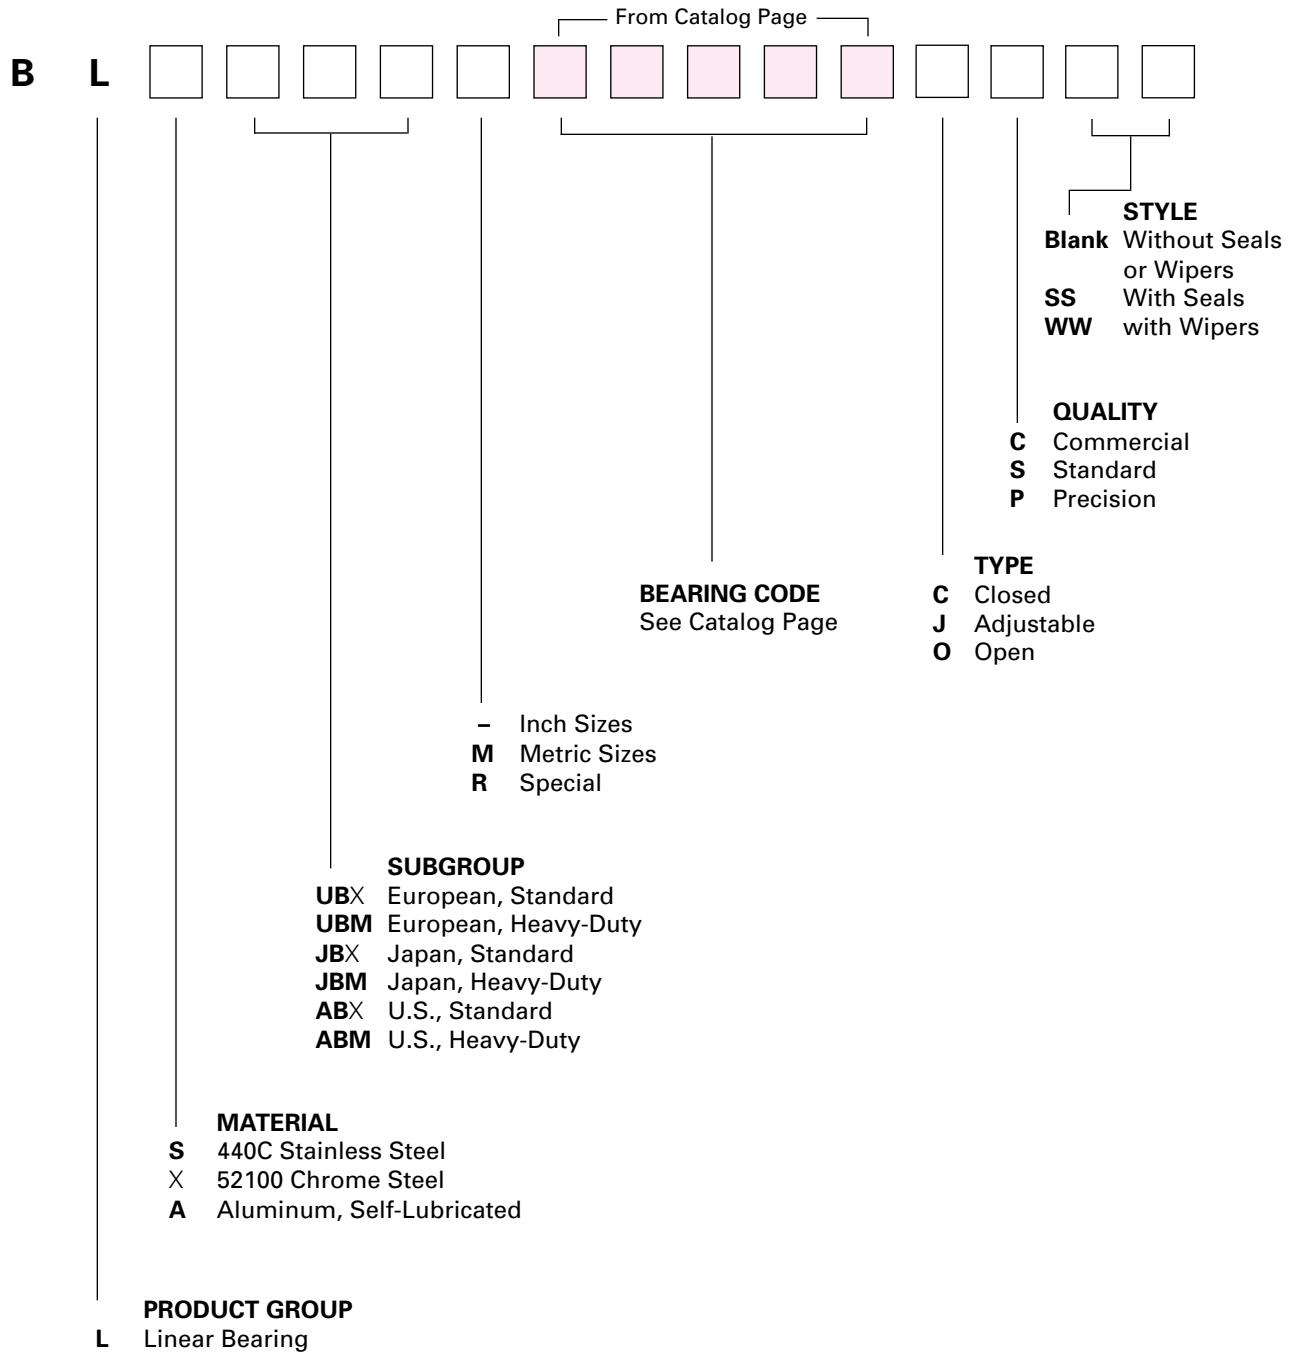 From Catalog Page
B L
STYLE
Blank Without Seals
or Wipers
SS With Seals
WW with Wipers
QUALITY
C Commercial
S Standard
P Precision
TYPE
C Closed
J Adjustable
O Open
BEARING CODE
See Catalog Page
– Inch Sizes
M Metric Sizes
R Special
SUBGROUP
UBX European, Standard
UBM European, Heavy-Duty
JBX Japan, Standard
JBM Japan, Heavy-Duty
ABX U.S., Standard
ABM U.S., Heavy-Duty
MATERIAL
S 440C Stainless Steel
X 52100 Chrome Steel
A Aluminum, Self-Lubricated
PRODUCT GROUP
L Linear Bearing